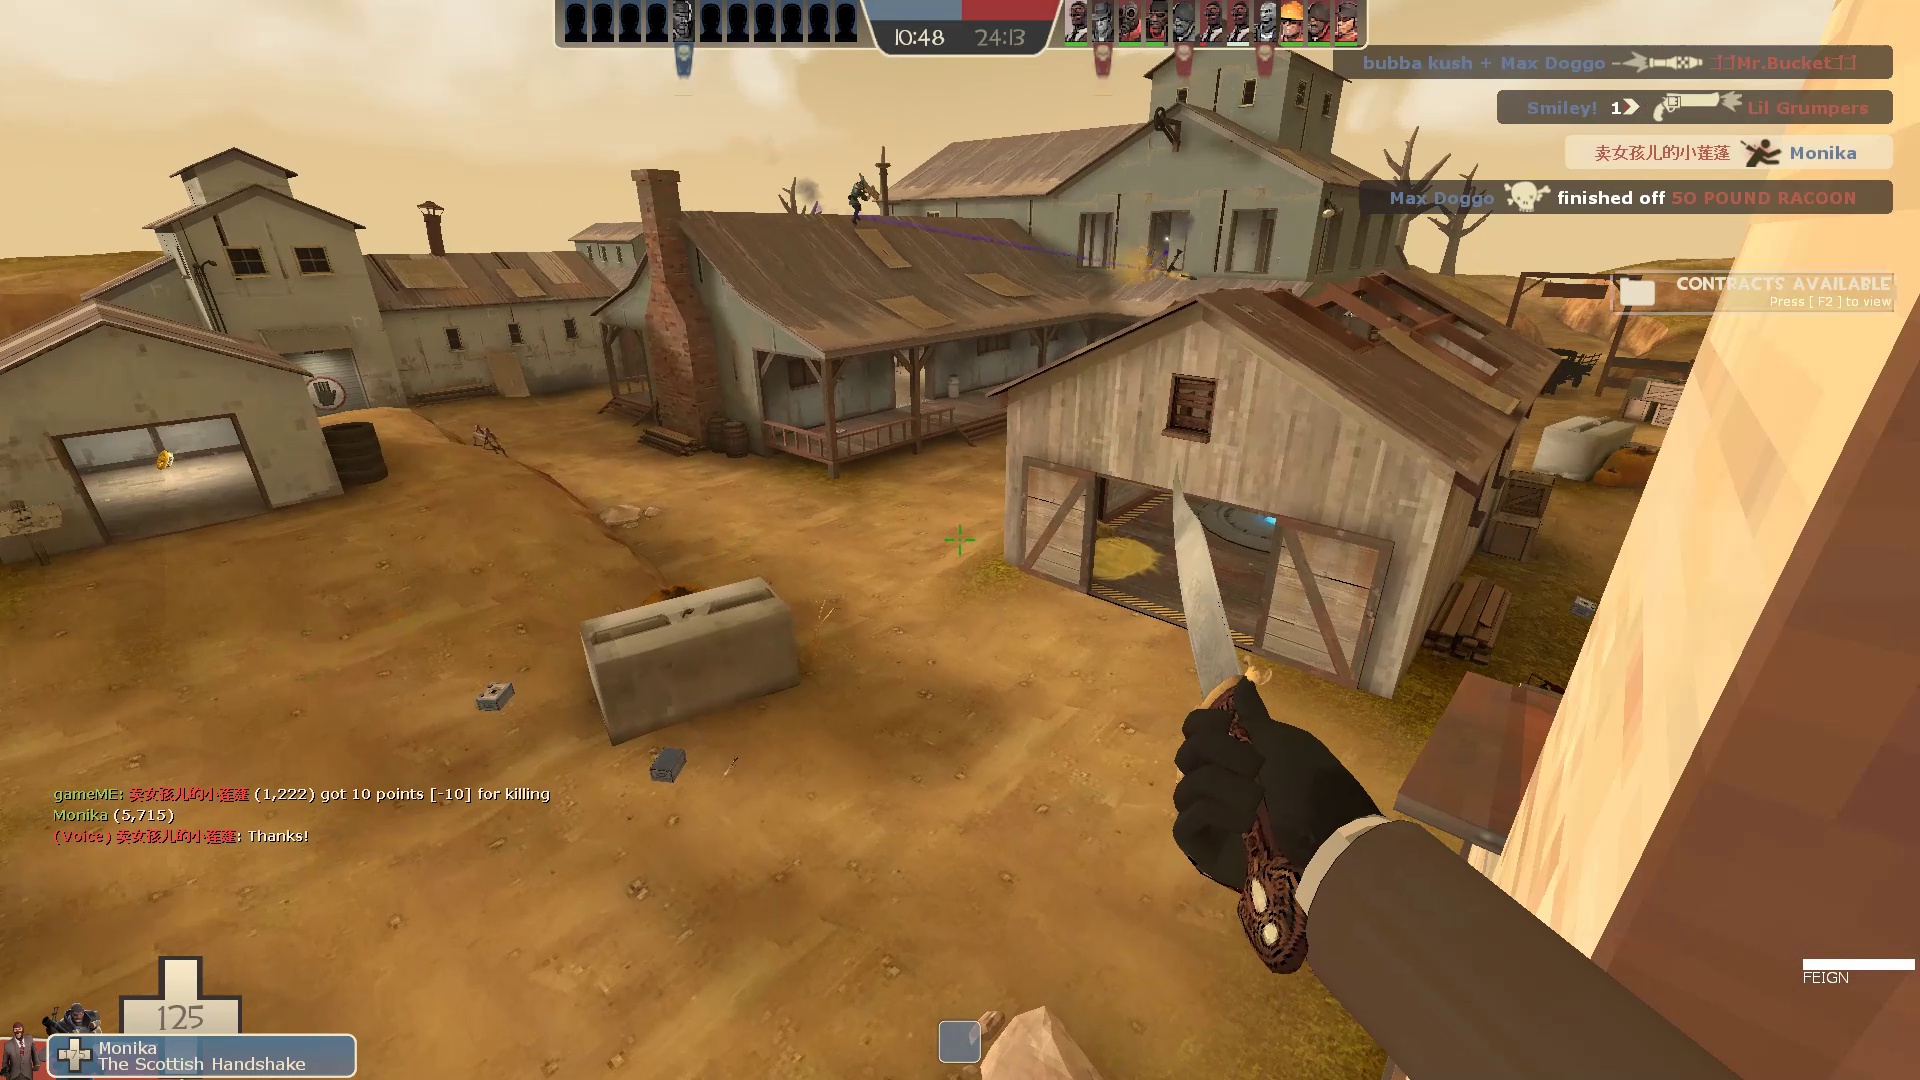 10:48 24:13
bubba kush + Max Doggo Mr.Bucket
Smiley! 1 Lil Grumpers
卖女孩儿的小莲蓬 Monika
Max Doggo finished off 50 POUND RACOON
CONTRACTS AVAILABLE
Press [ F2 ] to view
gameME: 卖女孩儿的小莲蓬 (1,222) got 10 points [-10] for killing
Monika (5,715)
(Voice) 卖女孩儿的小莲蓬: Thanks!
125
175 Monika
The Scottish Handshake
FEIGN